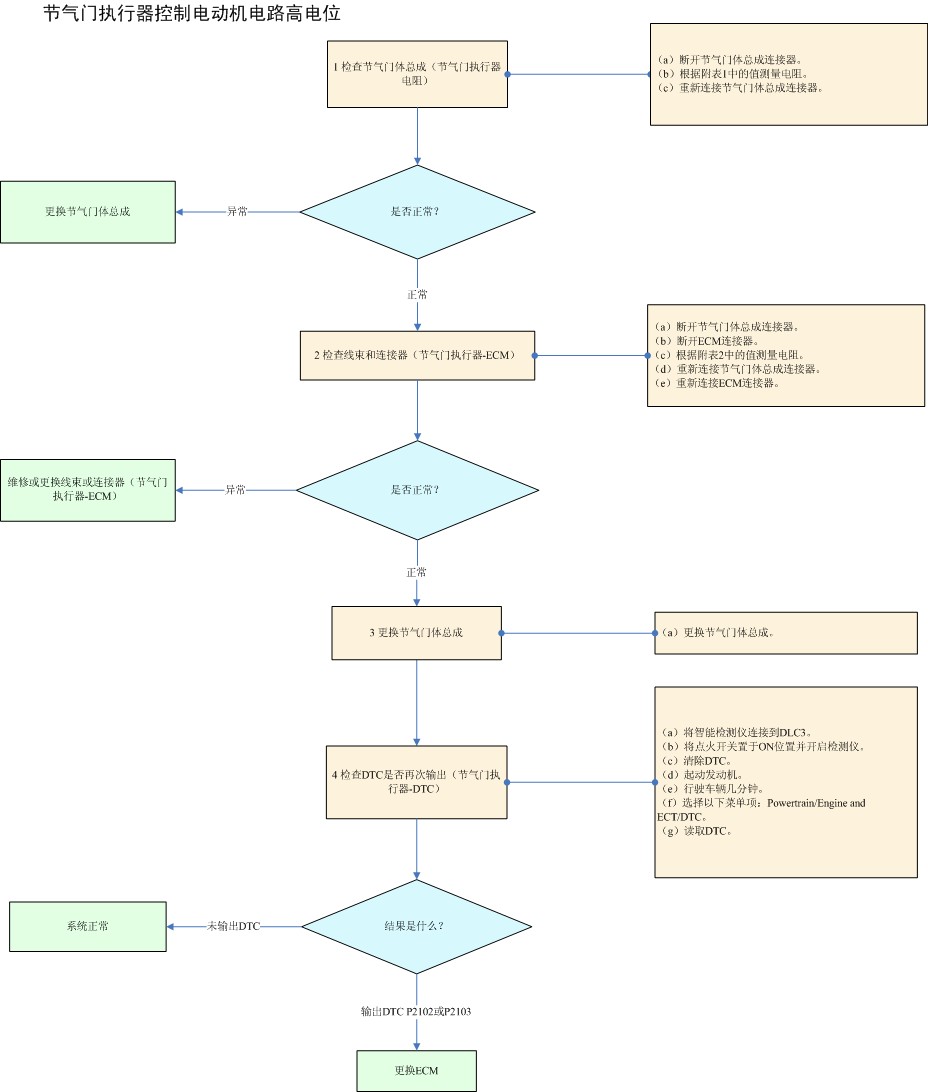 节气门执行器控制电动机电路高电位
1 检查节气门体总成（节气门执行器
电阻）
（a）断开节气门体总成连接器。
（b）根据附表1中的值测量电阻。
（c）重新连接节气门体总成连接器。
更换节气门体总成
异常
是否正常？
正常
2 检查线束和连接器（节气门执行器-ECM）
（a）断开节气门体总成连接器。
（b）断开ECM连接器。
（c）根据附表2中的值测量电阻。
（d）重新连接节气门体总成连接器。
（e）重新连接ECM连接器。
维修或更换线束或连接器（节气门
执行器-ECM）
异常
是否正常？
正常
3 更换节气门体总成
（a）更换节气门体总成。
4 检查DTC是否再次输出（节气门执
行器-DTC）
（a）将智能检测仪连接到DLC3。
（b）将点火开关置于ON位置并开启检测仪。
（c）清除DTC。
（d）起动发动机。
（e）行驶车辆几分钟。
（f）选择以下菜单项：Powertrain/Engine and
ECT/DTC。
（g）读取DTC。
系统正常
未输出DTC
结果是什么？
输出DTC P2102或P2103
更换ECM